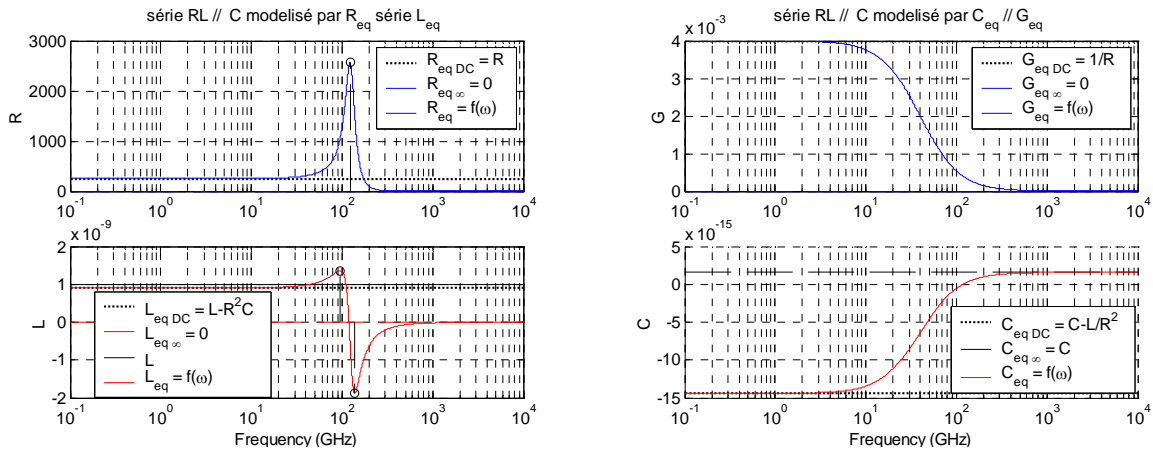 série RL // C modelisé par R_eq série L_eq
3000
2000
1000
0
R
R_eq DC = R
R_eq ∞ = 0
R_eq = f(ω)
10^-1 10^0 10^1 10^2 10^3 10^4
x 10^-9
2
1
0
-1
-2
L
L_eq DC = L-R^2C
L_eq ∞ = 0
L
L_eq = f(ω)
10^-1 10^0 10^1 10^2 10^3 10^4
Frequency (GHz)
série RL // C modelisé par C_eq // G_eq
x 10^-3
4
2
0
G
G_eq DC = 1/R
G_eq ∞ = 0
G_eq = f(ω)
10^-1 10^0 10^1 10^2 10^3 10^4
x 10^-15
5
0
-5
-10
-15
C
C_eq DC = C-L/R^2
C_eq ∞ = C
C_eq = f(ω)
10^-1 10^0 10^1 10^2 10^3 10^4
Frequency (GHz)